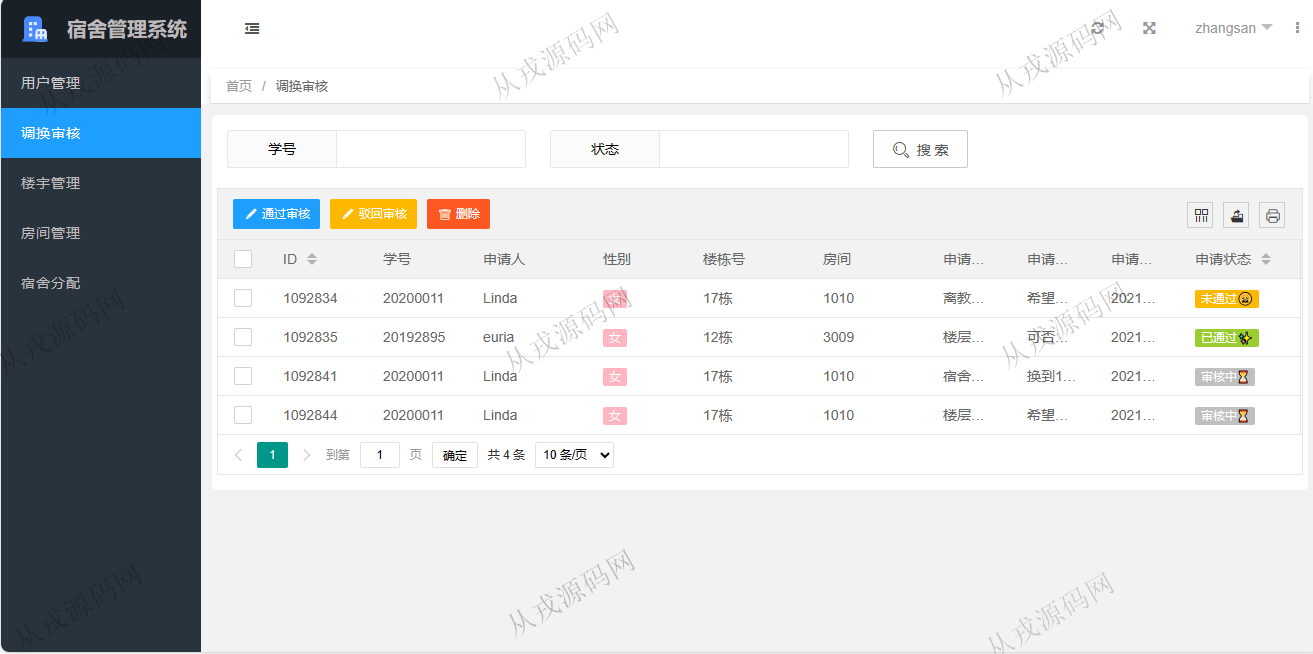 宿舍管理系统
zhangsan
用户管理
调换审核
楼宇管理
房间管理
宿舍分配
首页 / 调换审核
学号
状态
搜 索
通过审核 驳回审核 删除
ID 学号 申请人 性别 楼栋号 房间 申请... 申请... 申请... 申请状态
1092834 20200011 Linda 女 17栋 1010 离教... 希望... 2021... 未通过
1092835 20192895 euria 女 12栋 3009 楼层... 可否... 2021... 已通过
1092841 20200011 Linda 女 17栋 1010 宿舍... 换到1... 2021... 审核中
1092844 20200011 Linda 女 17栋 1010 楼层... 希望... 2021... 审核中
1 到第 1 页 确定 共 4 条 10 条/页
从戎源码网
从戎源码网
从戎源码网
从戎源码网
从戎源码网
从戎源码网
从戎源码网
从戎源码网
从戎源码网